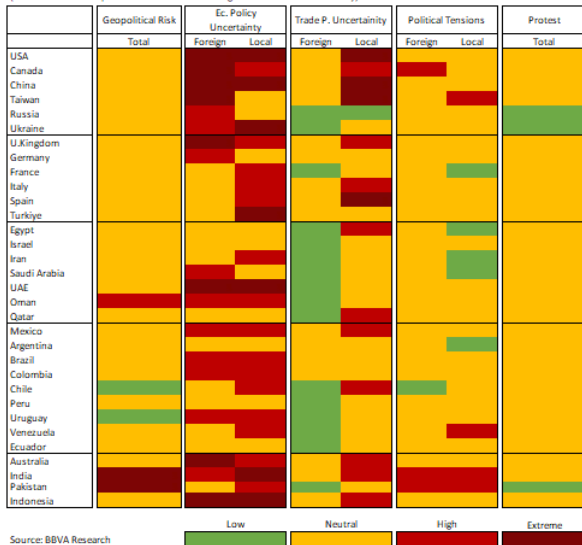 Geopolitical Risk Ec. Policy Uncertainty Trade P. Uncertainty Political Tensions Protest
Total Foreign Local Foreign Local Foreign Local Total
USA
Canada
China
Taiwan
Russia
Ukraine
U.Kingdom
Germany
France
Italy
Spain
Turkiye
Egypt
Israel
Iran
Saudi Arabia
UAE
Oman
Qatar
Mexico
Argentina
Brazil
Colombia
Chile
Peru
Uruguay
Venezuela
Ecuador
Australia
India
Pakistan
Indonesia
Low Neutral High Extreme
Source: BBVA Research